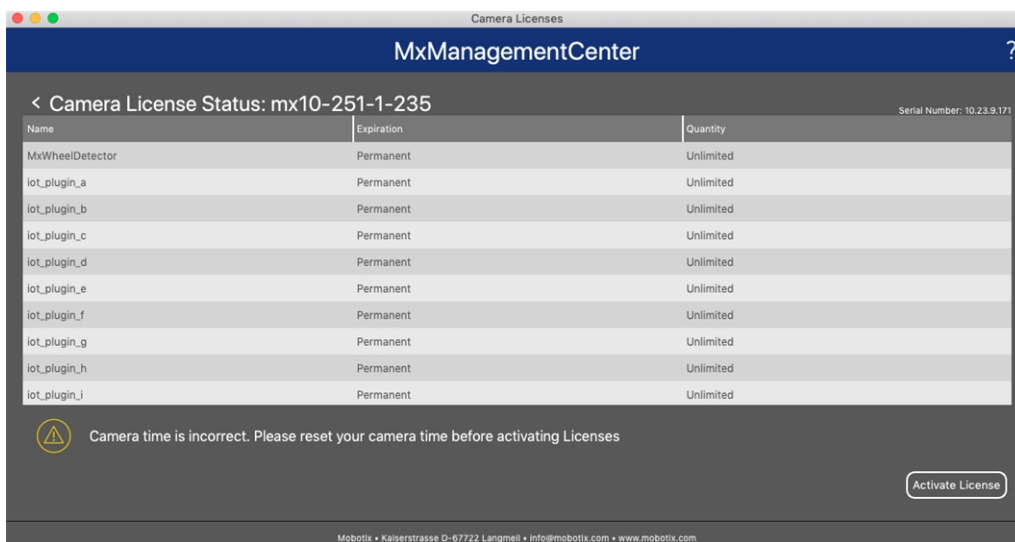 Camera Licenses
MxManagementCenter
?
< Camera License Status: mx10-251-1-235
Serial Number: 10.23.9.171
Name Expiration Quantity
MxWheelDetector Permanent Unlimited
iot_plugin_a Permanent Unlimited
iot_plugin_b Permanent Unlimited
iot_plugin_c Permanent Unlimited
iot_plugin_d Permanent Unlimited
iot_plugin_e Permanent Unlimited
iot_plugin_f Permanent Unlimited
iot_plugin_g Permanent Unlimited
iot_plugin_h Permanent Unlimited
iot_plugin_i Permanent Unlimited
Camera time is incorrect. Please reset your camera time before activating Licenses
Activate License
Mobotix • Kaiserstrasse D-67722 Langmeil • info@mobotix.com • www.mobotix.com